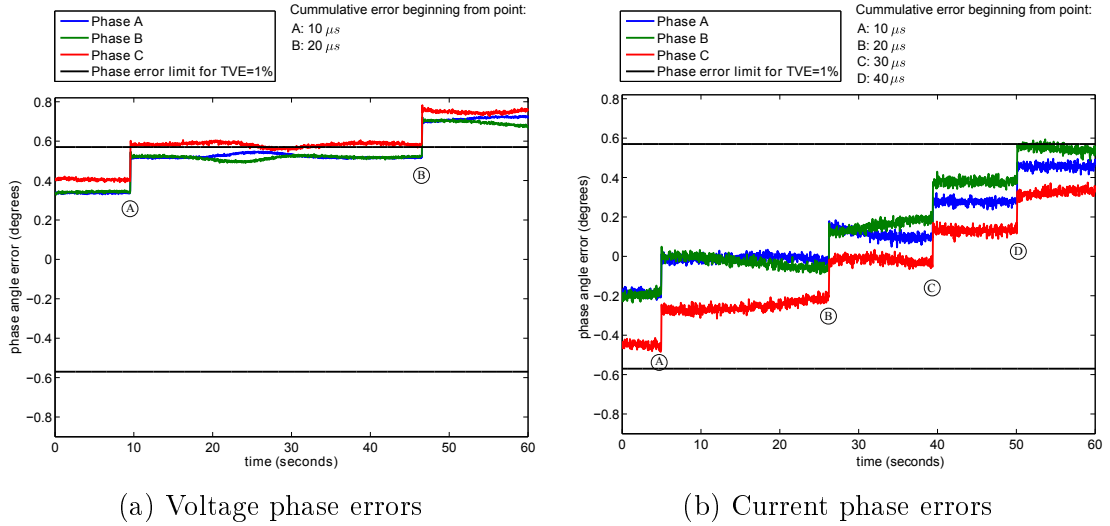 Phase A
Phase B
Phase C
Phase error limit for TVE=1%
Cummulative error beginning from point:
A: 10 μs
B: 20 μs
0.8
0.6
0.4
0.2
0
−0.2
−0.4
−0.6
−0.8
phase angle error (degrees)
A
B
0 10 20 30 40 50 60
time (seconds)
(a) Voltage phase errors
Phase A
Phase B
Phase C
Phase error limit for TVE=1%
Cummulative error beginning from point:
A: 10 μs
B: 20 μs
C: 30 μs
D: 40 μs
0.8
0.6
0.4
0.2
0
−0.2
−0.4
−0.6
−0.8
phase angle error (degrees)
A
B
C
D
0 10 20 30 40 50 60
time (seconds)
(b) Current phase errors